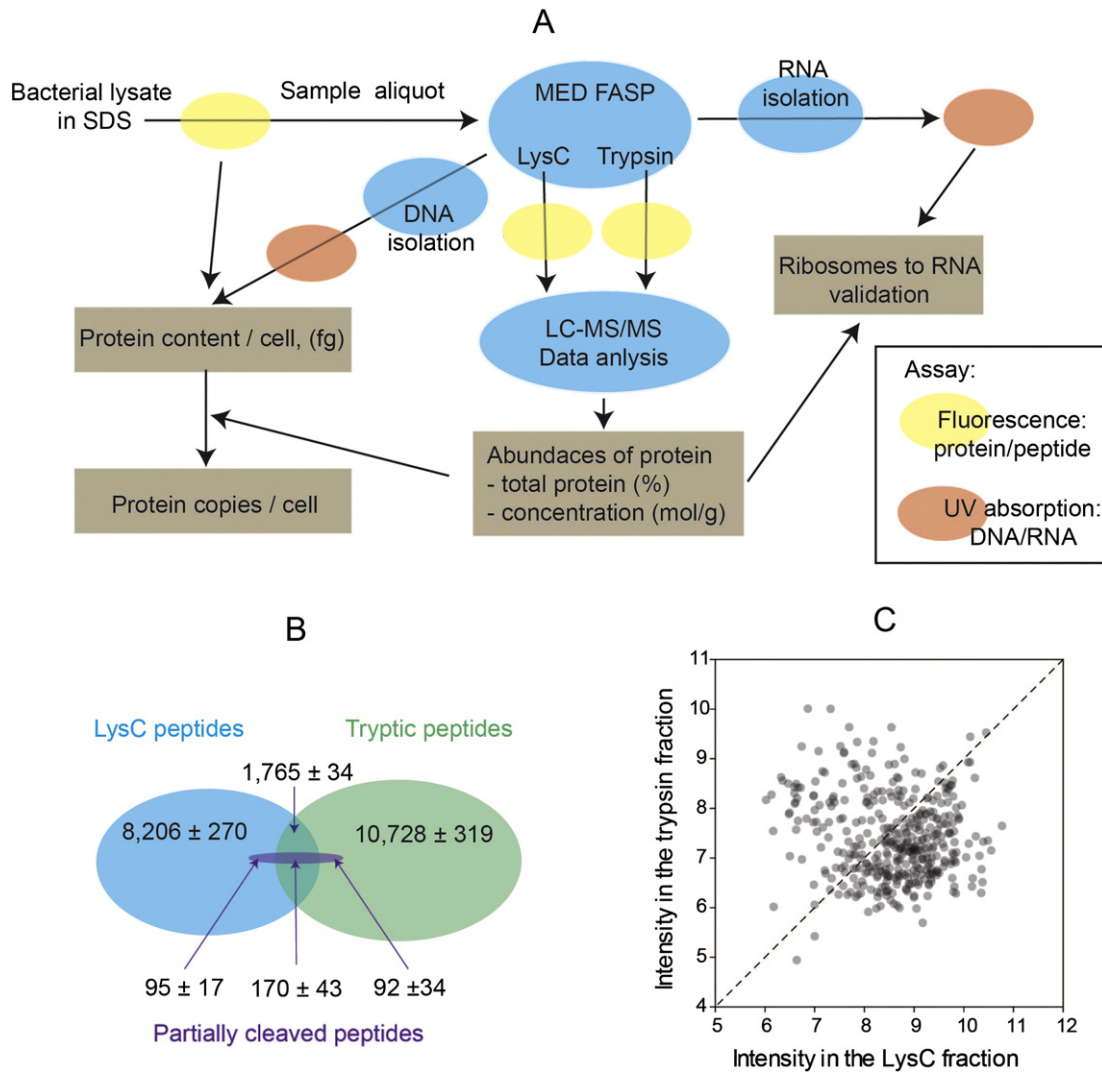 A
Bacterial lysate
in SDS
Sample aliquot
MED FASP
LysC Trypsin
RNA
isolation
DNA
isolation
Protein content / cell, (fg)
LC-MS/MS
Data anlysis
Ribosomes to RNA
validation
Protein copies / cell
Abundaces of protein
- total protein (%)
- concentration (mol/g)
Assay:
Fluorescence:
protein/peptide
UV absorption:
DNA/RNA
B
LysC peptides
Tryptic peptides
1,765 ± 34
8,206 ± 270
10,728 ± 319
95 ± 17
170 ± 43
92 ±34
Partially cleaved peptides
C
Intensity in the trypsin fraction
11
10
9
8
7
6
5
4
5 6 7 8 9 10 11 12
Intensity in the LysC fraction